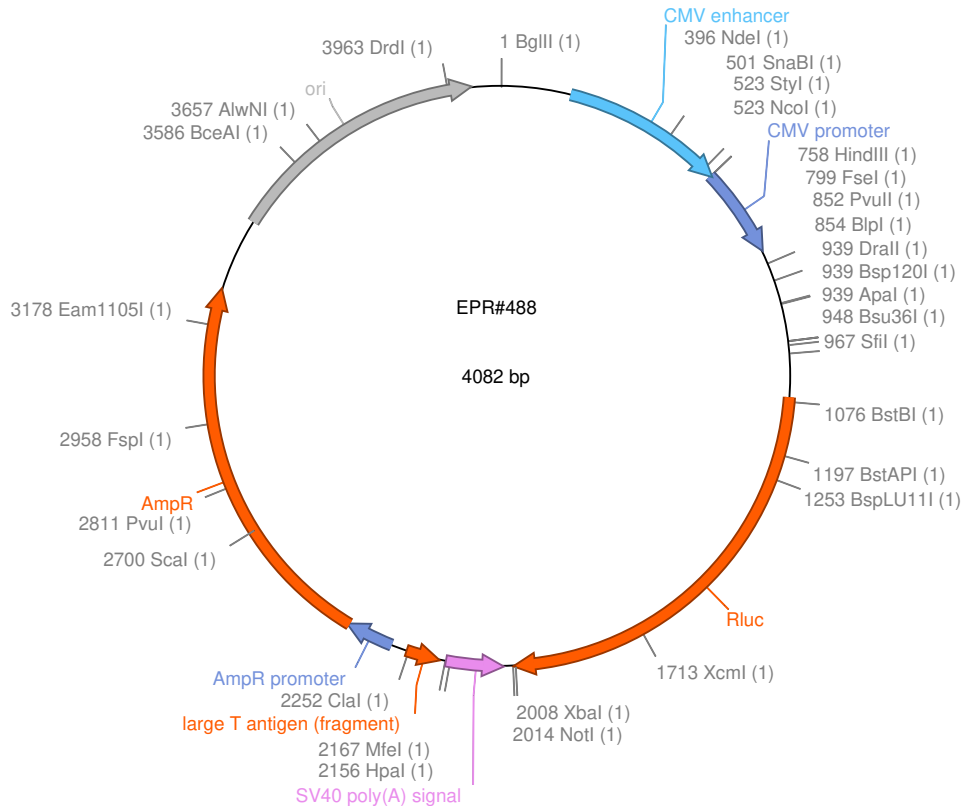 CMV enhancer
396 NdeI (1)
3963 DrdI (1)
1 BglII (1)
501 SnaBI (1)
523 StyI (1)
ori
523 NcoI (1)
3657 AlwNI (1)
CMV promoter
3586 BceAI (1)
758 HindIII (1)
799 FseI (1)
852 PvuII (1)
854 BlpI (1)
939 DraII (1)
939 Bsp120I (1)
939 ApaI (1)
EPR#488
3178 Eam1105I (1)
948 Bsu36I (1)
967 SfiI (1)
4082 bp
1076 BstBI (1)
2958 FspI (1)
1197 BstAPI (1)
1253 BspLU11I (1)
AmpR
2811 PvuI (1)
2700 ScaI (1)
Rluc
1713 XcmI (1)
AmpR promoter
2252 ClaI (1)
2008 XbaI (1)
large T antigen (fragment)
2014 NotI (1)
2167 MfeI (1)
2156 HpaI (1)
SV40 poly(A) signal